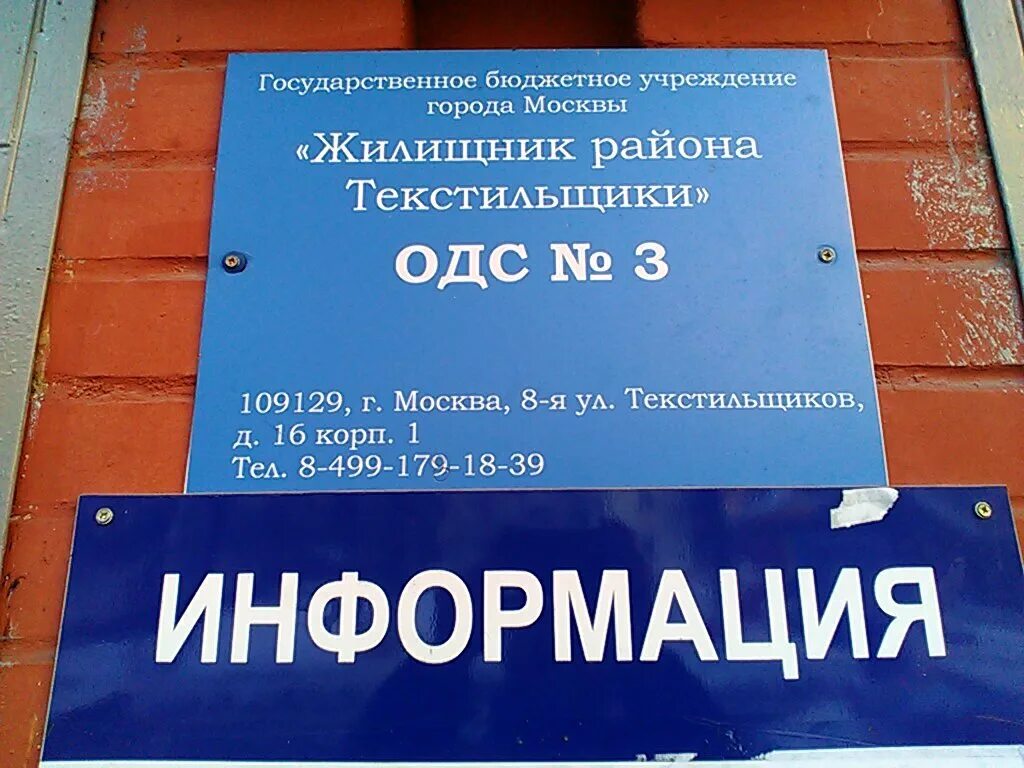 Государственное бюджетное учреждение
города Москвы
«Жилищник района
Текстильщики»
ОДС № 3
109129, г. Москва, 8-я ул. Текстильщиков,
д. 16 корп. 1
Тел. 8-499-179-18-39
ИНФОРМАЦИЯ